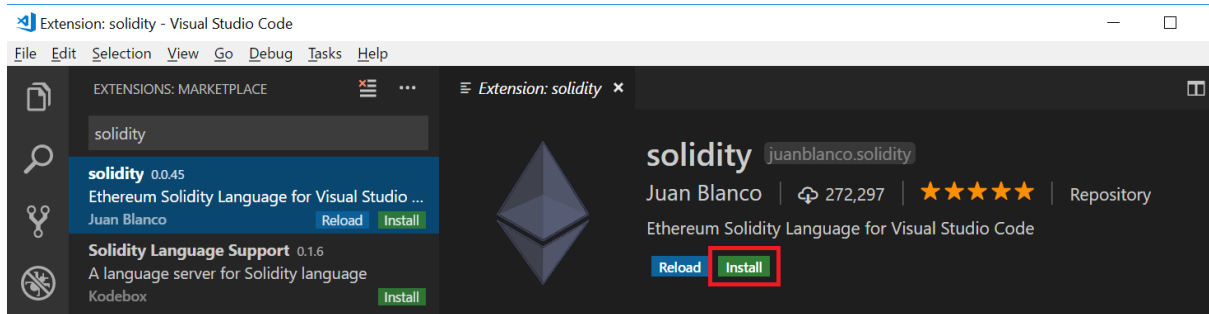 Extension: solidity - Visual Studio Code
File Edit Selection View Go Debug Tasks Help
EXTENSIONS: MARKETPLACE
solidity
solidity 0.0.45
Ethereum Solidity Language for Visual Studio ...
Juan Blanco Reload Install
Solidity Language Support 0.1.6
A language server for Solidity language
Kodebox Install
Extension: solidity
solidity juanblanco.solidity
Juan Blanco 272,297 Repository
Ethereum Solidity Language for Visual Studio Code
Reload Install